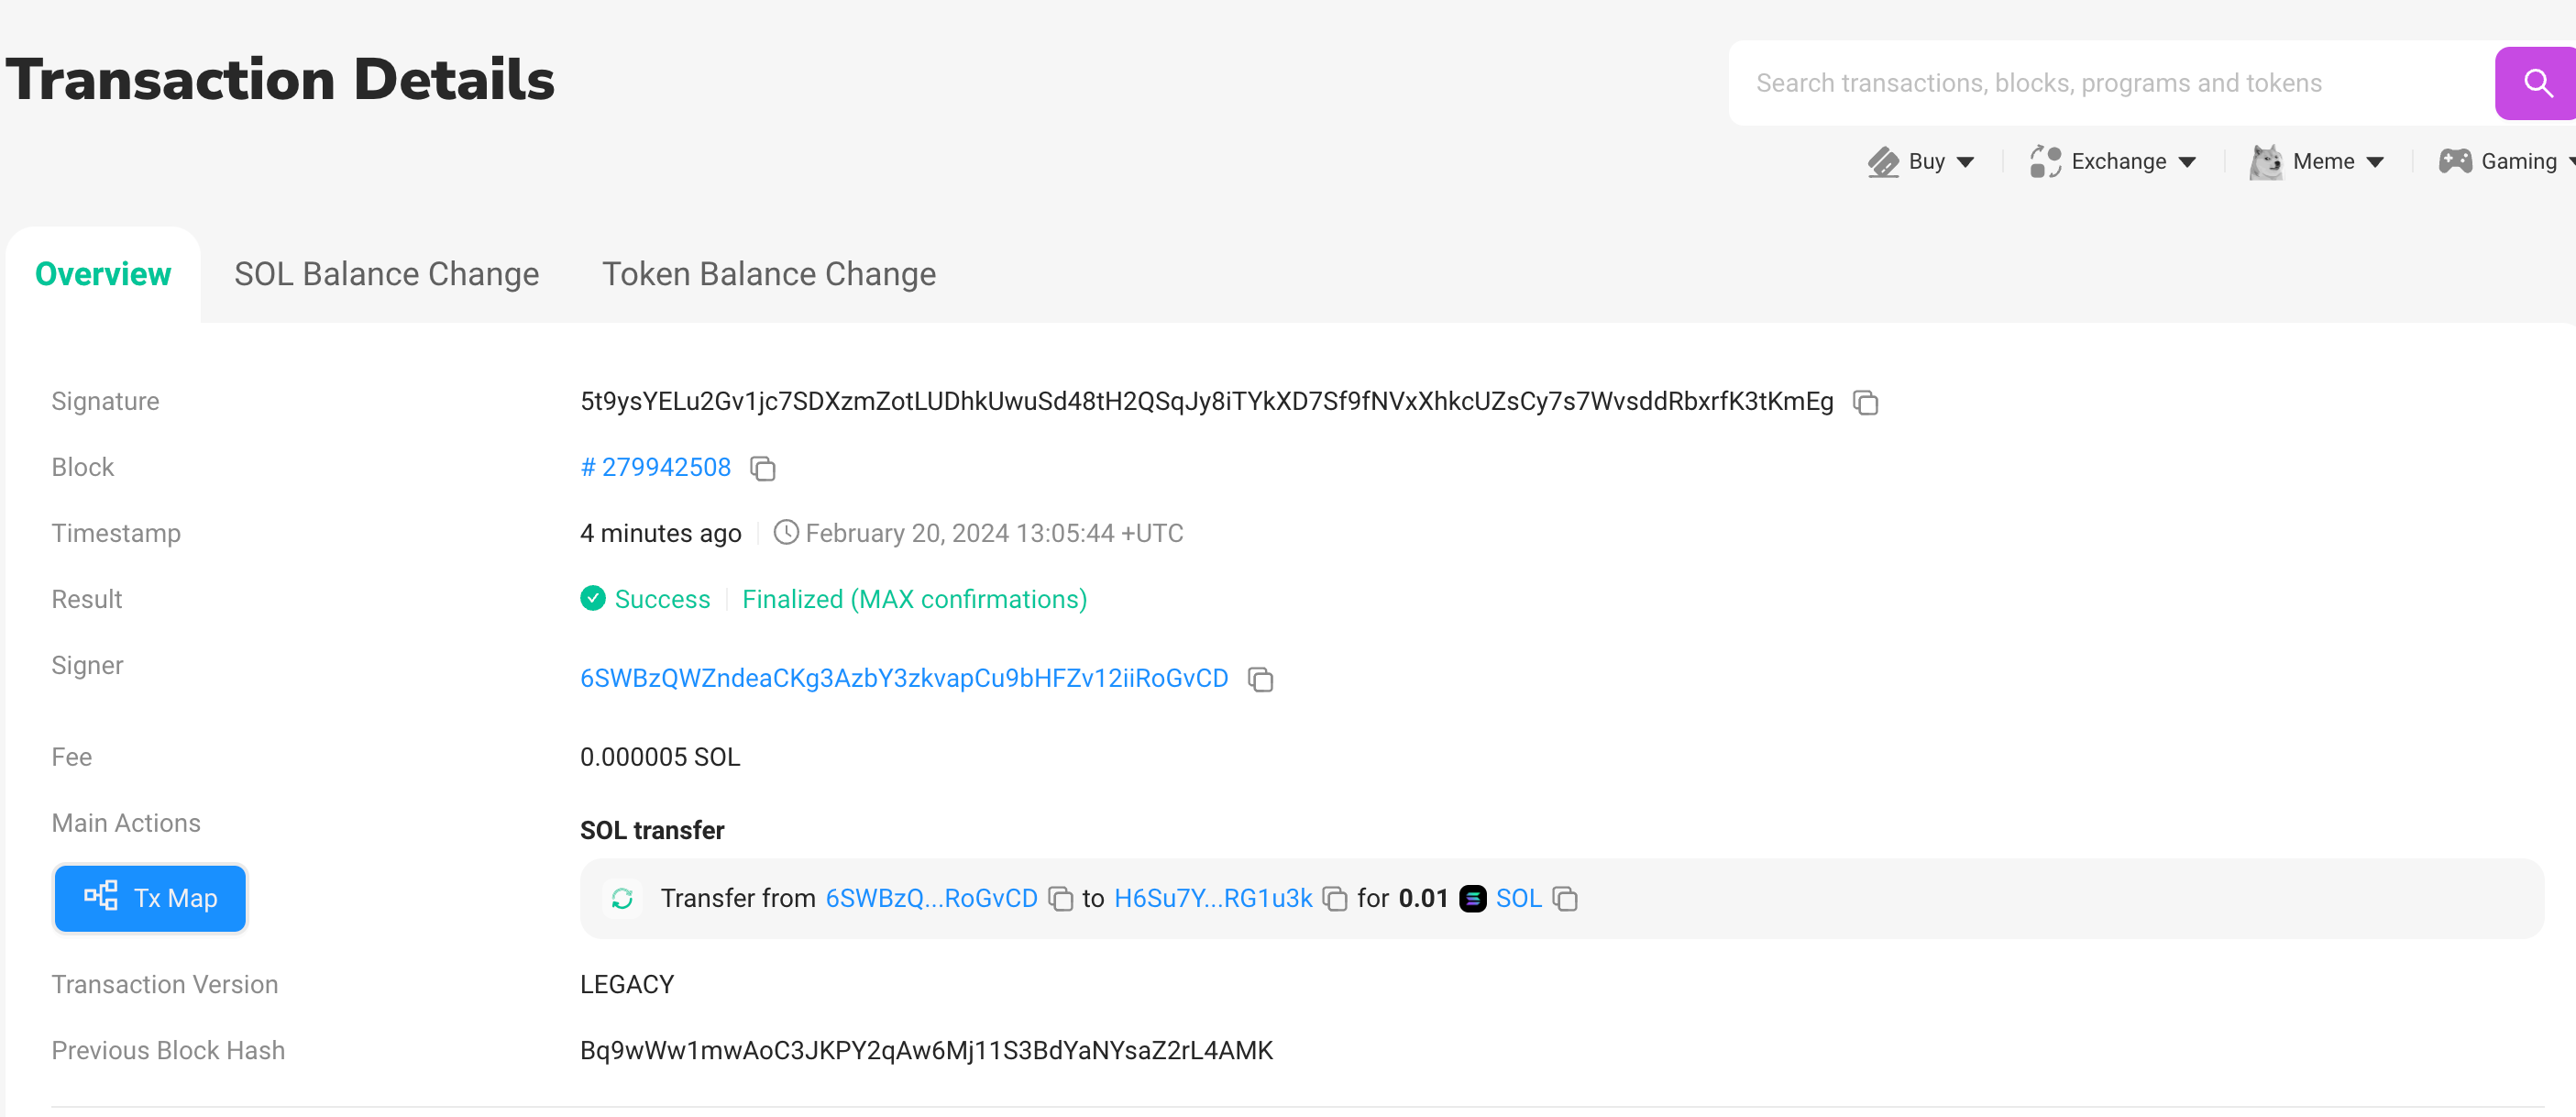 Transaction Details
Search transactions, blocks, programs and tokens
Buy Exchange Meme Gaming
Overview SOL Balance Change Token Balance Change
Signature 5t9ysYELu2Gv1jc7SDXzmZotLUDhkUwuSd48tH2QSqJy8iTYkXD7Sf9fNVxXhkcUZsCy7s7WvsddRbxrfK3tKmEg
Block # 279942508
Timestamp 4 minutes ago February 20, 2024 13:05:44 +UTC
Result Success Finalized (MAX confirmations)
Signer 6SWBzQWZndeaCKg3AzbY3zkvapCu9bHFZv12iiRoGvCD
Fee 0.000005 SOL
Main Actions SOL transfer
Tx Map Transfer from 6SWBzQ...RoGvCD to H6Su7Y...RG1u3k for 0.01 SOL
Transaction Version LEGACY
Previous Block Hash Bq9wWw1mwAoC3JKPY2qAw6Mj11S3BdYaNYsaZ2rL4AMK